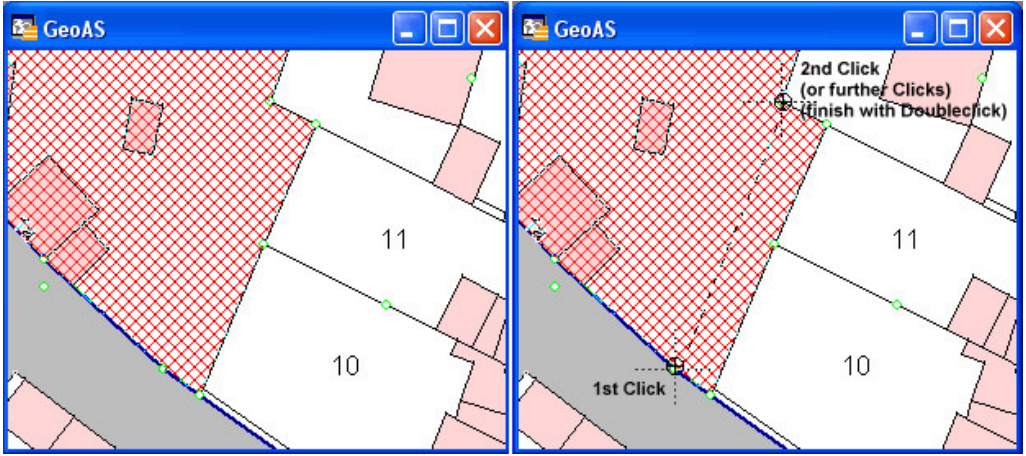 GeoAS
11
10
GeoAS
2nd Click
(or further Clicks)
(finish with Doubleclick)
11
10
1st Click